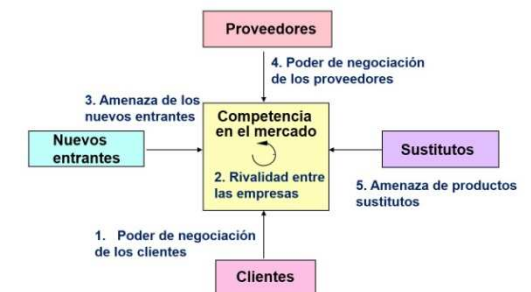 Proveedores
4. Poder de negociación
de los proveedores
3. Amenaza de los
nuevos entrantes
Competencia
en el mercado
Nuevos
entrantes
2. Rivalidad entre
las empresas
Sustitutos
5. Amenaza de productos
sustitutos
1. Poder de negociación
de los clientes
Clientes